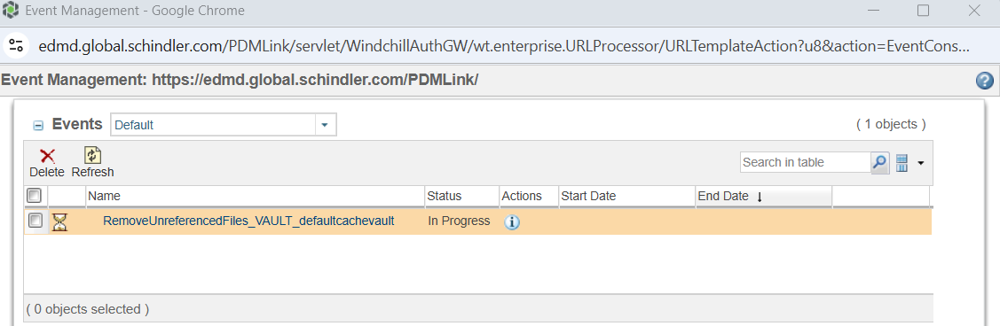 Event Management - Google Chrome
edmd.global.schindler.com/PDMLink/servlet/WindchillAuthGW/wt.enterprise.URLProcessor/URLTemplateAction?u8&action=EventCons...
Event Management: https://edmd.global.schindler.com/PDMLink/
Events Default ( 1 objects )
Delete Refresh Search in table
Name Status Actions Start Date End Date ↓
RemoveUnreferencedFiles_VAULT_defaultcachevault In Progress
( 0 objects selected )